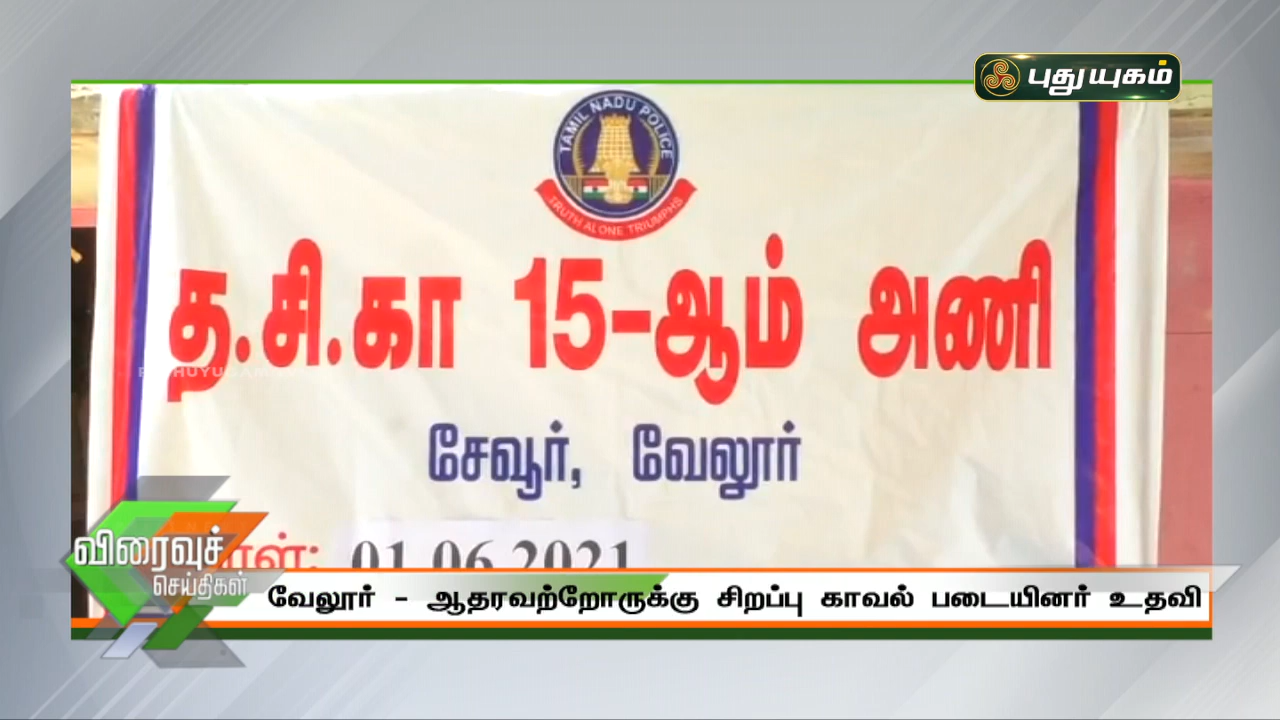 புதுயுகம்
TAMIL NADU POLICE
TRUTH ALONE TRIUMPHS
த.சி.கா 15-ஆம் அணி
சேவூர், வேலூர்
01.06.2021
விரைவுச்
செய்திகள்
வேலூர் - ஆதரவற்றோருக்கு சிறப்பு காவல் படையினர் உதவி